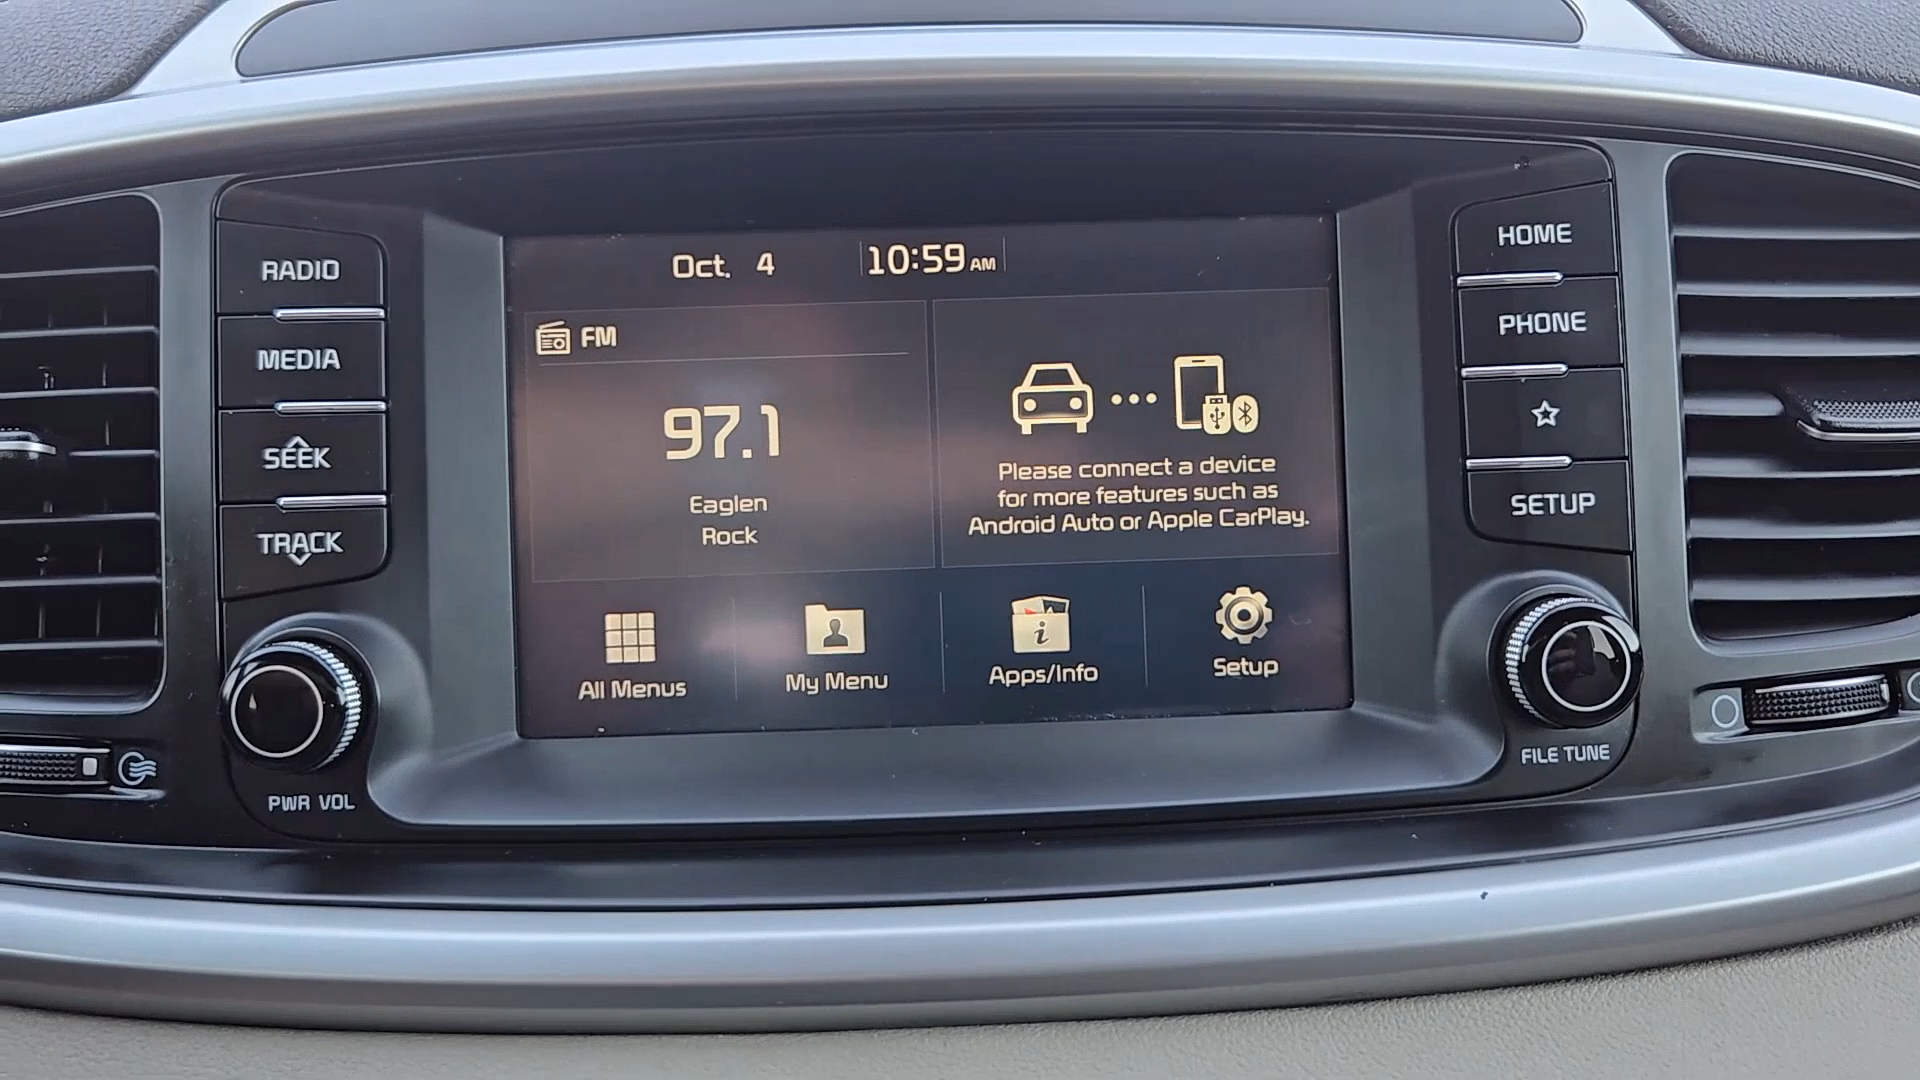 RADIO
MEDIA
SEEK
TRACK
PWR VOL
Oct. 4 10:59 AM
FM
97.1
Eaglen
Rock
Please connect a device
for more features such as
Android Auto or Apple CarPlay.
All Menus
My Menu
Apps/Info
Setup
HOME
PHONE
SETUP
FILE TUNE